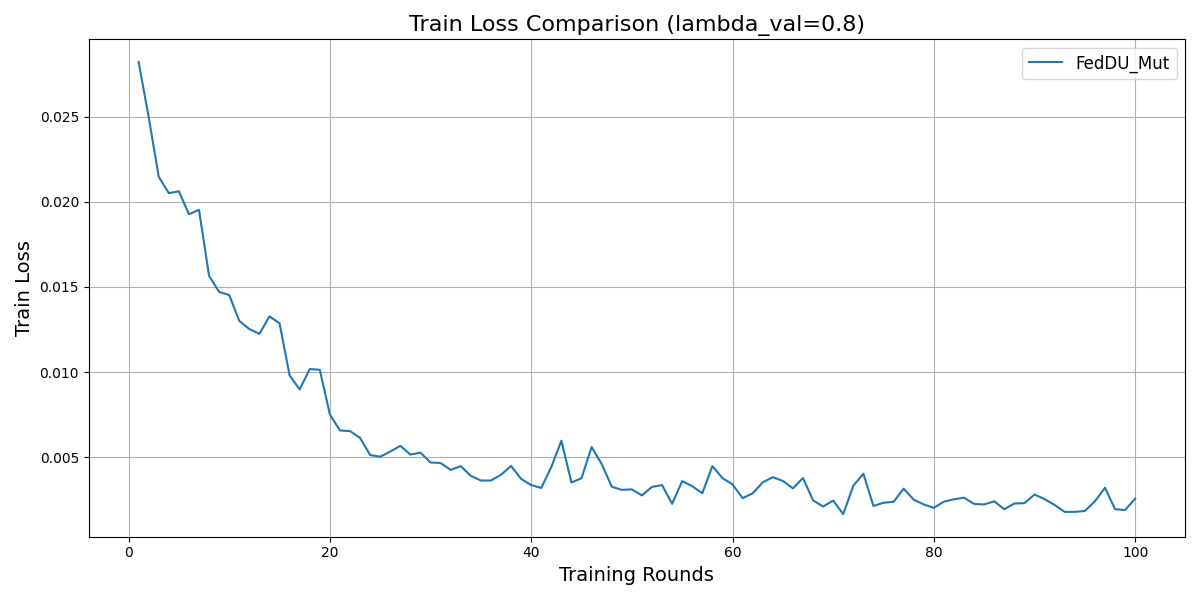 Train Loss Comparison (lambda_val=0.8)
FedDU_Mut
Train Loss
0.025
0.020
0.015
0.010
0.005
0 20 40 60 80 100
Training Rounds